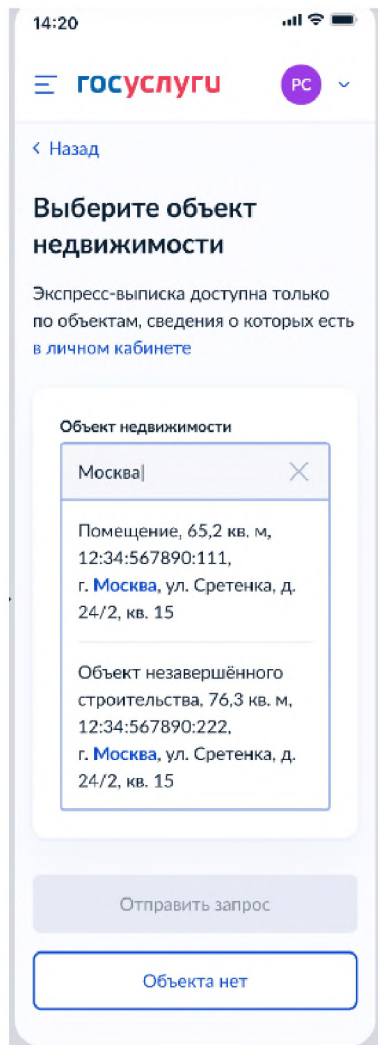 14:20
госуслуги
РС
Назад
Выберите объект
недвижимости
Экспресс-выписка доступна только
по объектам, сведения о которых есть
в личном кабинете
Объект недвижимости
Москва
Помещение, 65,2 кв. м,
12:34:567890:111,
г. Москва, ул. Сретенка, д.
24/2, кв. 15
Объект незавершённого
строительства, 76,3 кв. м,
12:34:567890:222,
г. Москва, ул. Сретенка, д.
24/2, кв. 15
Отправить запрос
Объекта нет